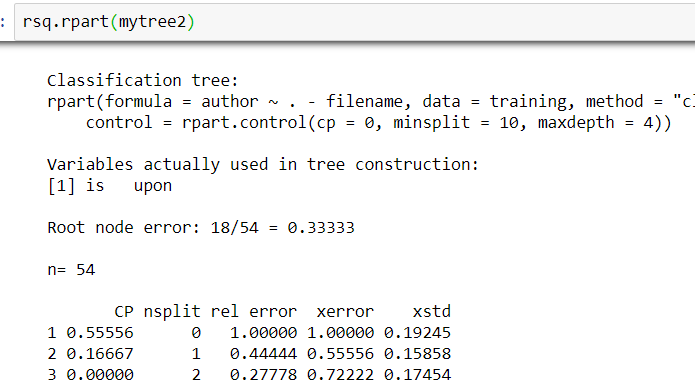 : rsq.rpart(mytree2)
Classification tree:
rpart(formula = author ~ . - filename, data = training, method = "cl
    control = rpart.control(cp = 0, minsplit = 10, maxdepth = 4))
Variables actually used in tree construction:
[1] is   upon
Root node error: 18/54 = 0.33333
n= 54
       CP nsplit rel error  xerror    xstd
1 0.55556      0   1.00000 1.00000 0.19245
2 0.16667      1   0.44444 0.55556 0.15858
3 0.00000      2   0.27778 0.72222 0.17454